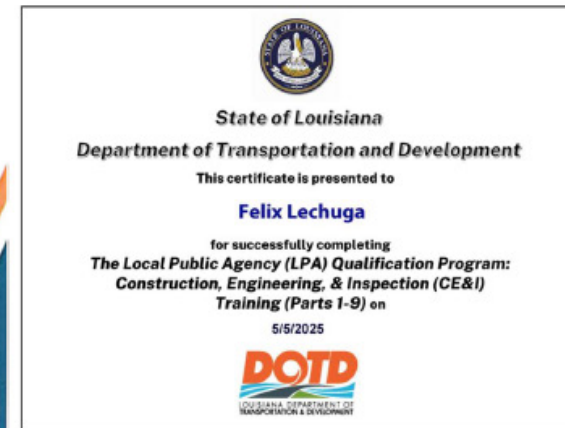 STATE OF LOUISIANA
State of Louisiana
Department of Transportation and Development
This certificate is presented to
Felix Lechuga
for successfully completing
The Local Public Agency (LPA) Qualification Program:
Construction, Engineering, & Inspection (CE&I)
Training (Parts 1-9) on
5/5/2025
DOTD
LOUISIANA DEPARTMENT OF
TRANSPORTATION & DEVELOPMENT